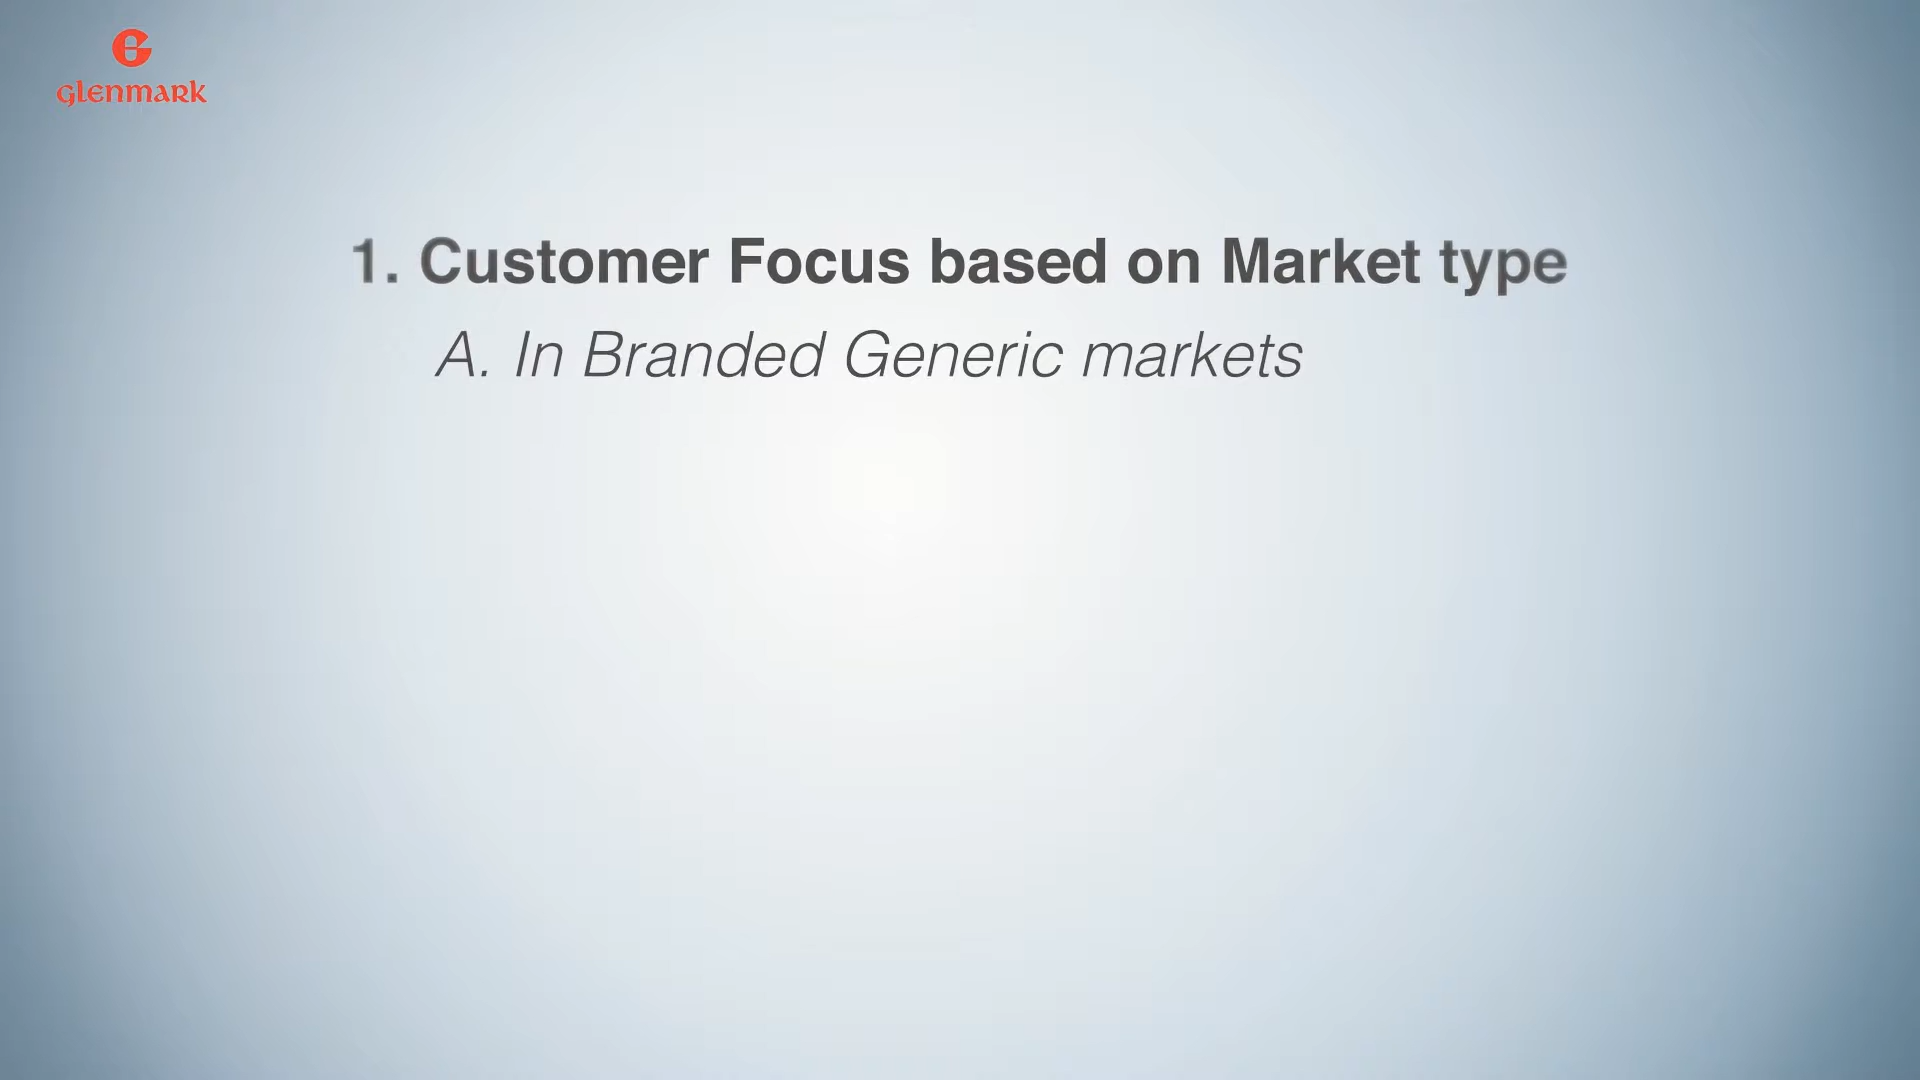 glenmark
1. Customer Focus based on Market type
A. In Branded Generic markets